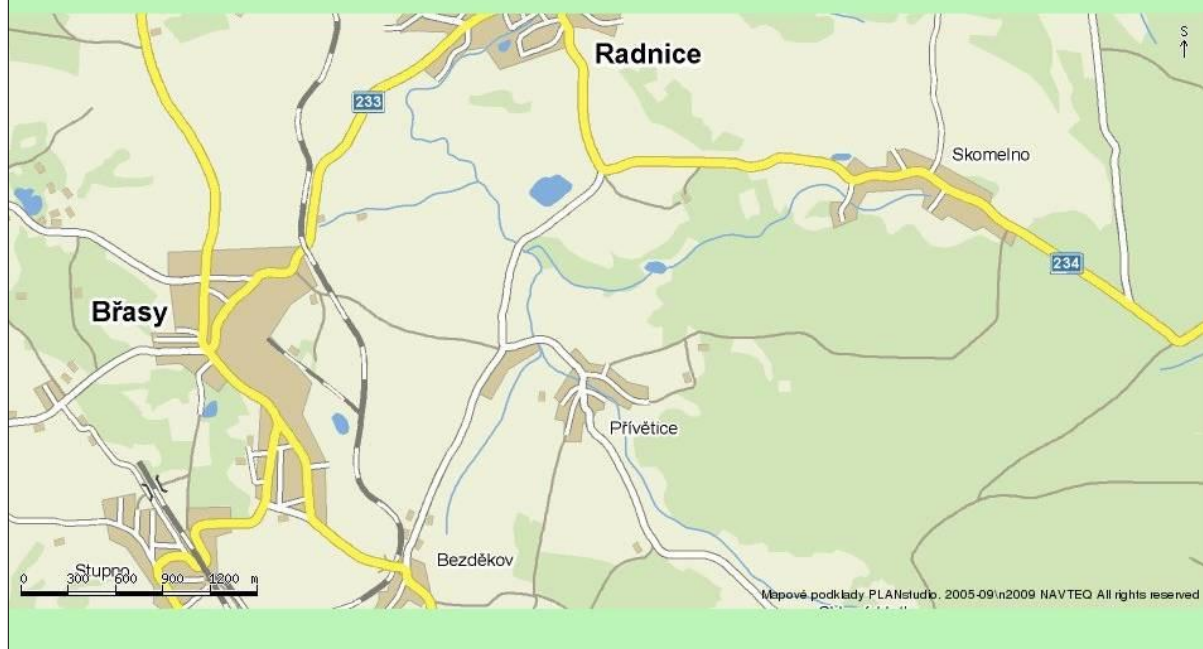 S
Radnice
233
Skomelno
234
Břasy
Přívětice
Bezděkov
Stupno
0 300 600 900 1200 m
Mapové podklady PLANstudio, 2005-09\n2009 NAVTEQ All rights reserved